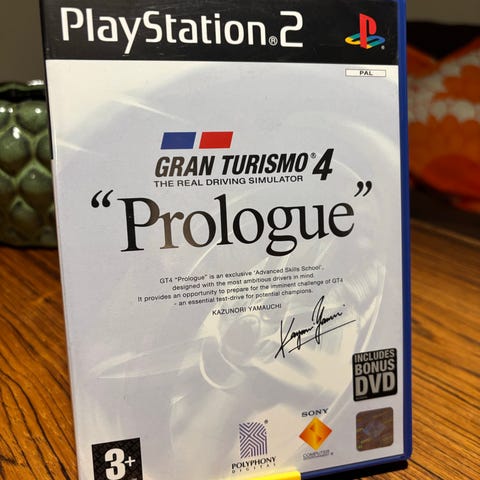 PlayStation®2
PAL
GRAN TURISMO®4
THE REAL DRIVING SIMULATOR
“Prologue”
GT4 “Prologue” is an exclusive ‘Advanced Skills School’,
designed with the most ambitious drivers in mind.
It provides an opportunity to prepare for the imminent challenge of GT4
- an essential test-drive for potential champions.
KAZUNORI YAMAUCHI
INCLUDES
BONUS
DVD
SONY
COMPUTER
ENTERTAINMENT
POLYPHONY
DIGITAL
3+